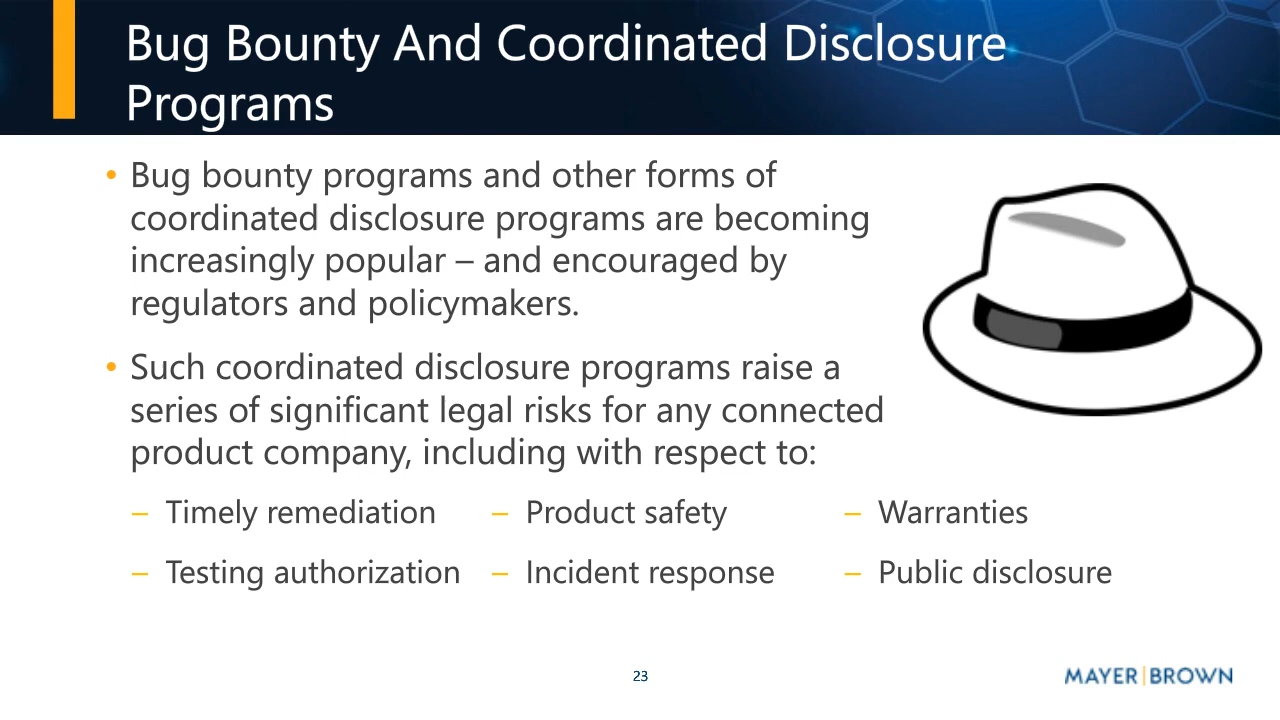 Bug Bounty And Coordinated Disclosure
Programs
• Bug bounty programs and other forms of
coordinated disclosure programs are becoming
increasingly popular – and encouraged by
regulators and policymakers.
• Such coordinated disclosure programs raise a
series of significant legal risks for any connected
product company, including with respect to:
– Timely remediation – Product safety – Warranties
– Testing authorization – Incident response – Public disclosure
23
MAYER|BROWN